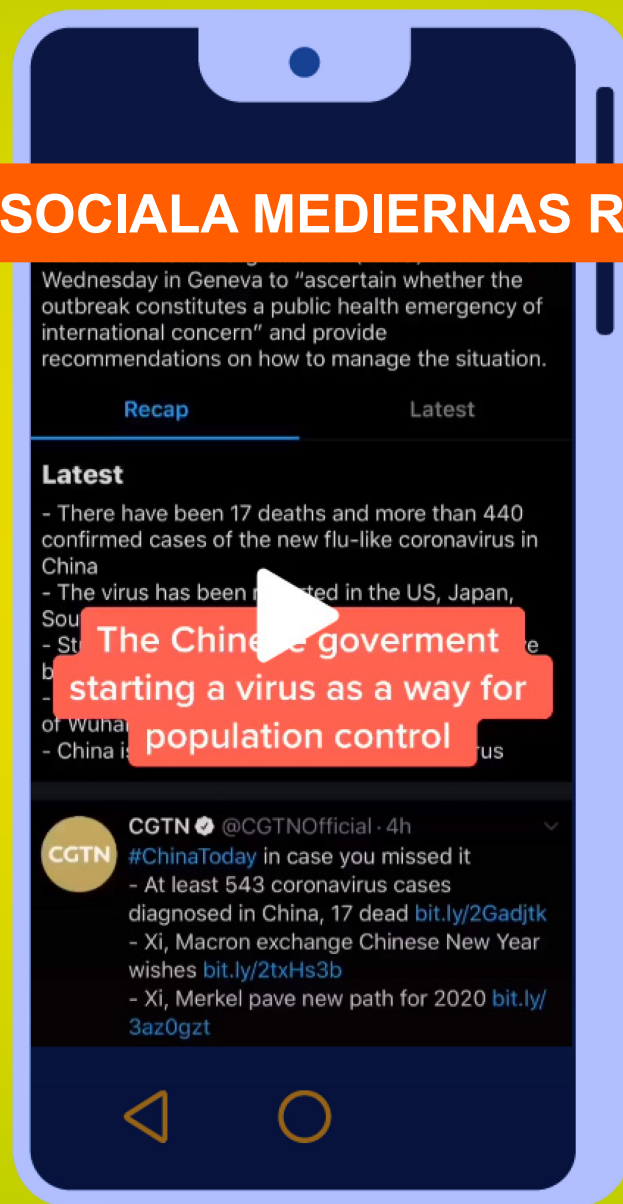 SOCIALA MEDIERNAS R
Wednesday in Geneva to “ascertain whether the
outbreak constitutes a public health emergency of
international concern” and provide
recommendations on how to manage the situation.
Recap
Latest
Latest
- There have been 17 deaths and more than 440
confirmed cases of the new flu-like coronavirus in
China
- The virus has been in the US, Japan,
The Chinese goverment
starting a virus as a way for
population control
of
- China
CGTN @CGTNOfficial · 4h
CGTN
#ChinaToday in case you missed it
- At least 543 coronavirus cases
diagnosed in China, 17 dead bit.ly/2Gadjtk
- Xi, Macron exchange Chinese New Year
wishes bit.ly/2txHs3b
- Xi, Merkel pave new path for 2020 bit.ly/
3az0gzt